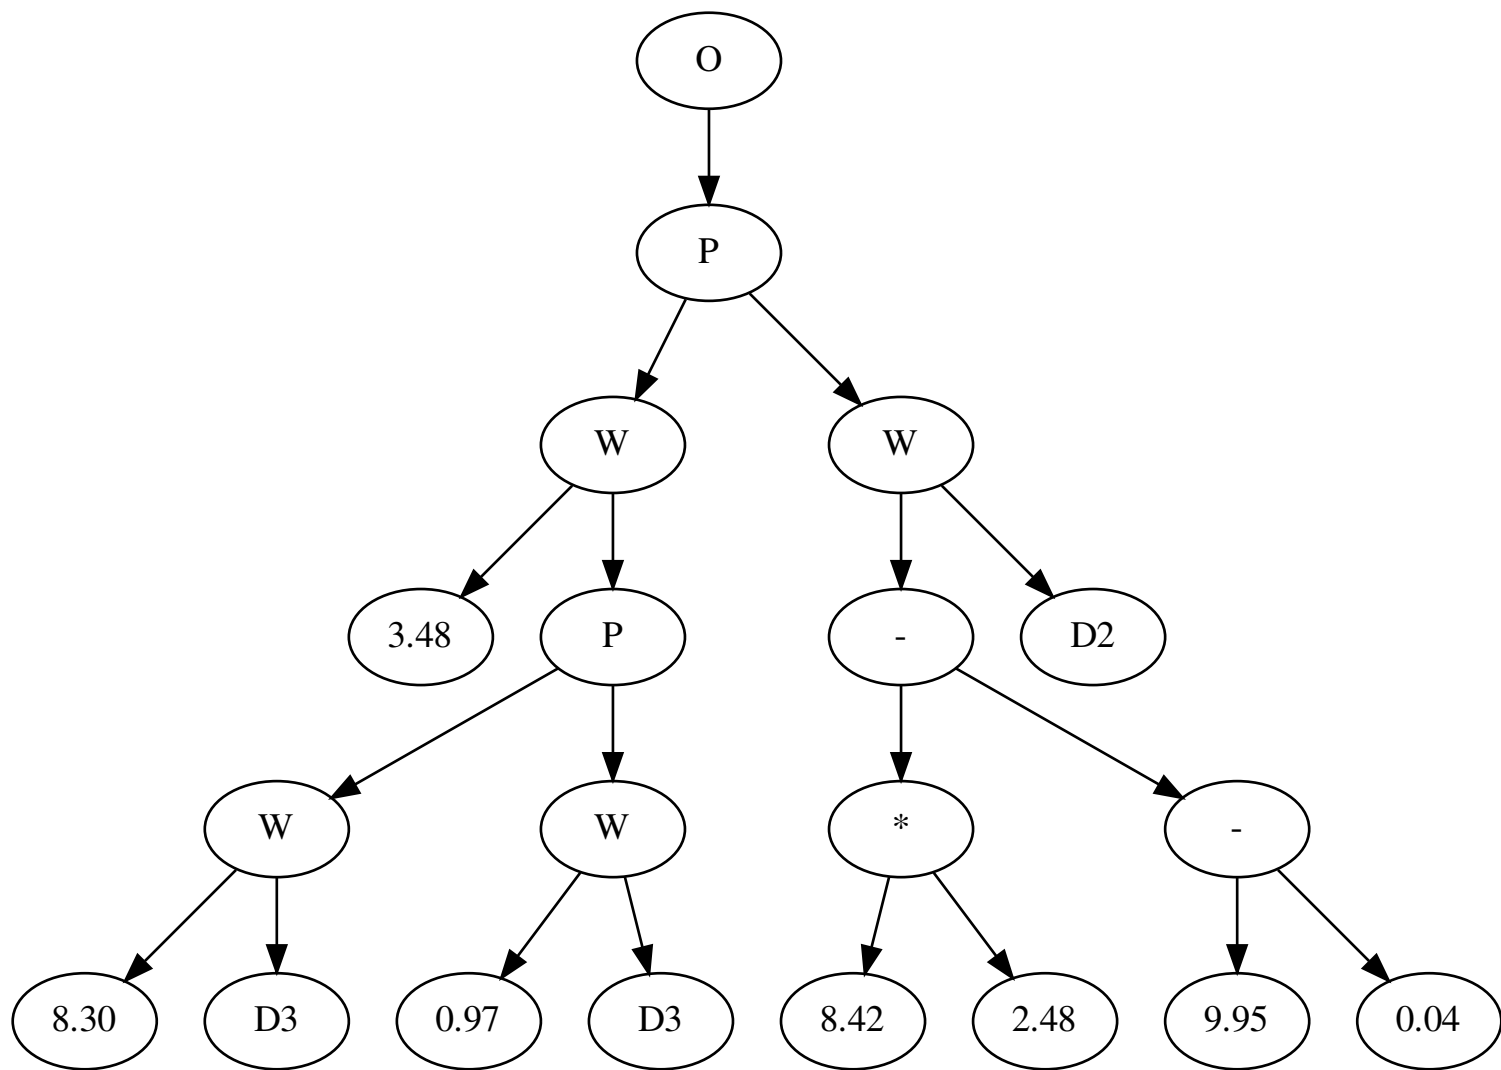 O
P
W W
3.48 P - D2
W W * -
8.30 D3 0.97 D3 8.42 2.48 9.95 0.04